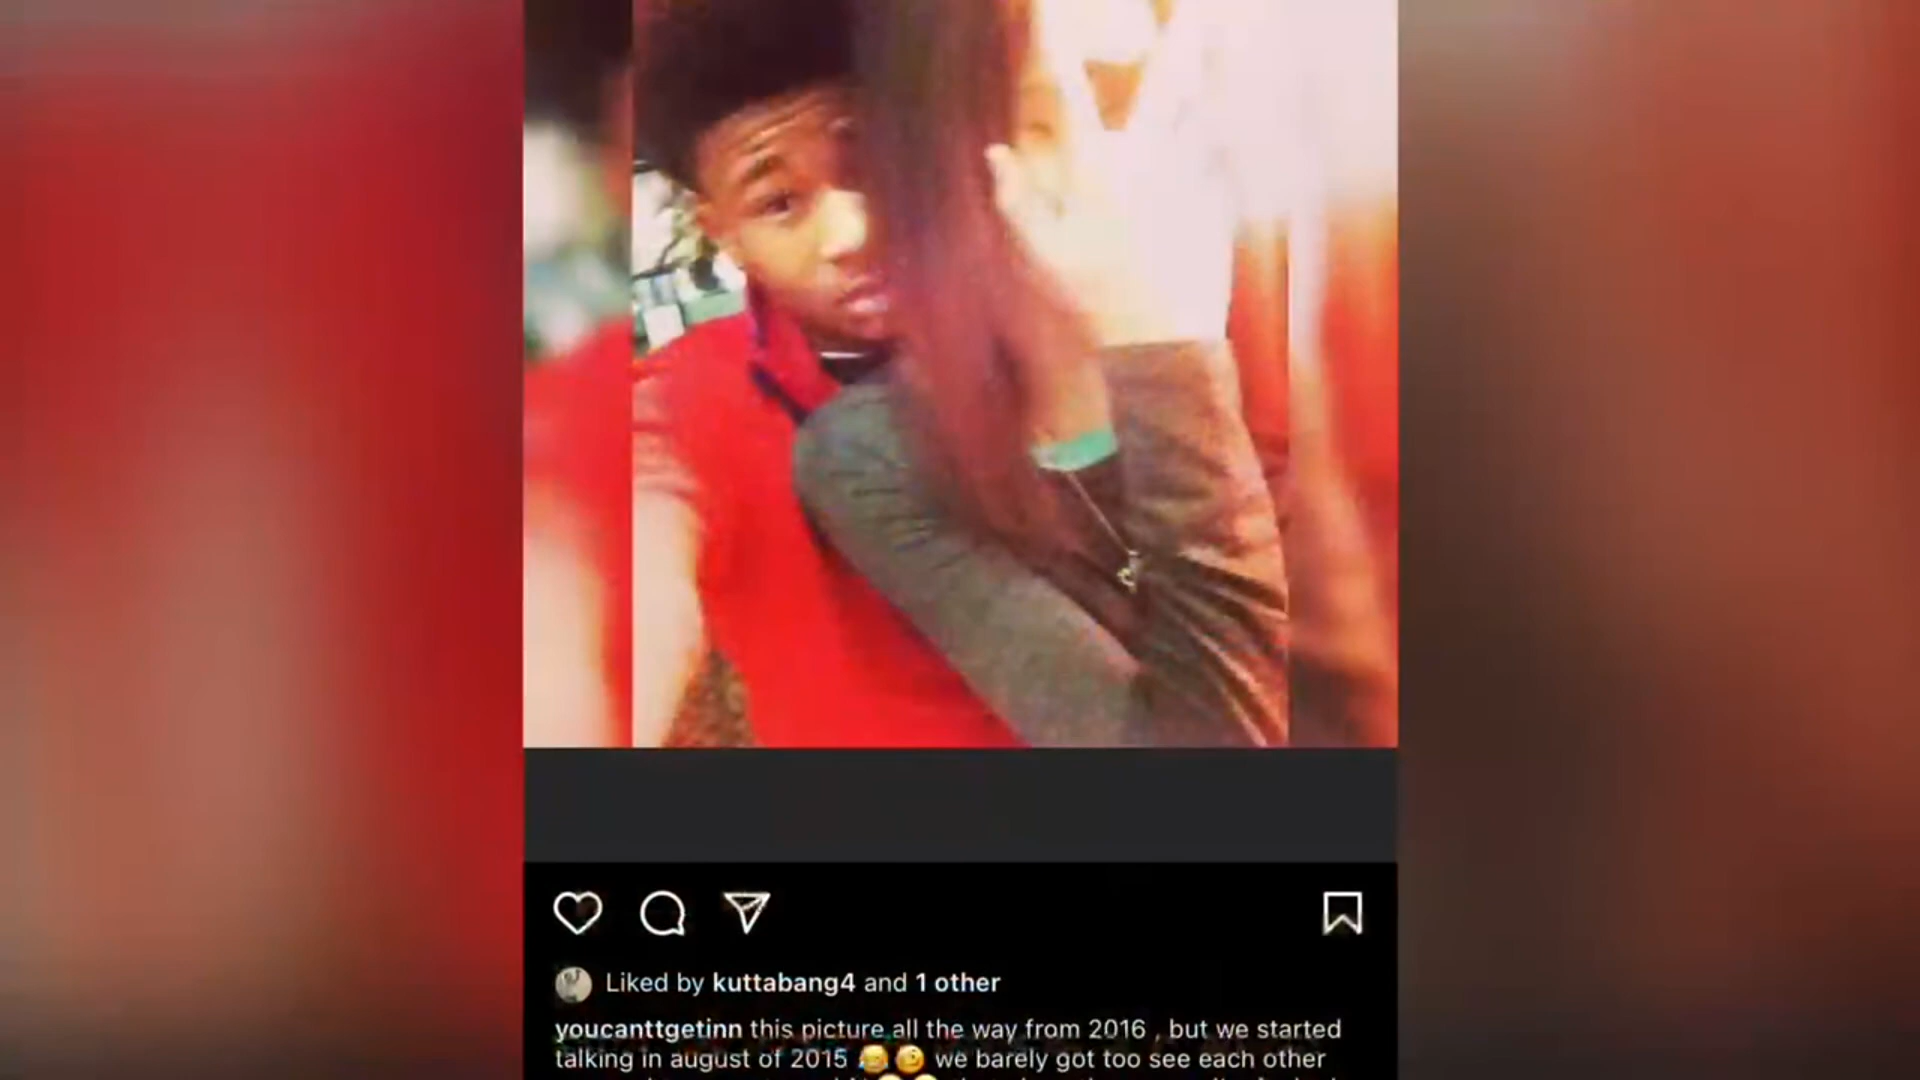 Liked by kuttabang4 and 1 other
youcanttgetinn this picture all the way from 2016 , but we started
talking in august of 2015 😂🧐 we barely got too see each other